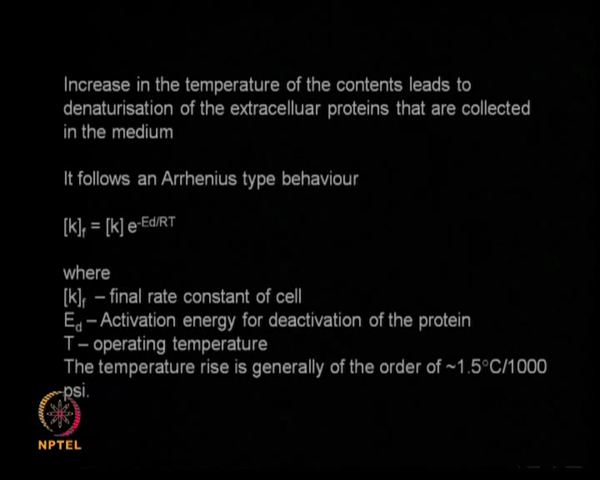 Increase in the temperature of the contents leads to
denaturisation of the extracelluar proteins that are collected
in the medium
It follows an Arrhenius type behaviour
[k]f = [k] e-Ed/RT
where
[k]f – final rate constant of cell
Ed – Activation energy for deactivation of the protein
T – operating temperature
The temperature rise is generally of the order of ~1.5°C/1000
psi.
NPTEL